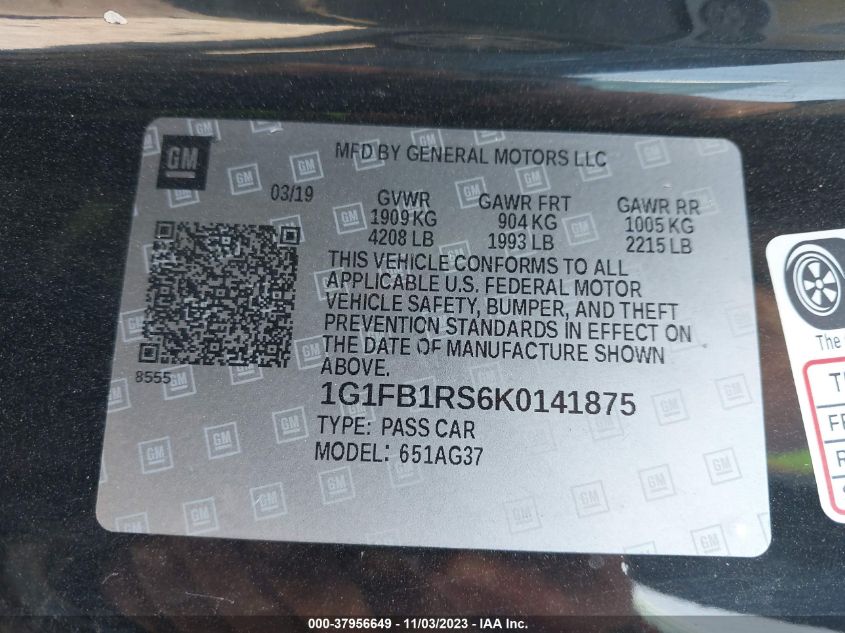 GM
MFD BY GENERAL MOTORS LLC
03/19
GVWR GAWR FRT GAWR RR
1909 KG 904 KG 1005 KG
4208 LB 1993 LB 2215 LB
THIS VEHICLE CONFORMS TO ALL
APPLICABLE U.S. FEDERAL MOTOR
VEHICLE SAFETY, BUMPER, AND THEFT
PREVENTION STANDARDS IN EFFECT ON
THE DATE OF MANUFACTURE SHOWN
ABOVE.
8555
1G1FB1RS6K0141875
TYPE: PASS CAR
MODEL: 651AG37
The
000-37956649 - 11/03/2023 - © IAA Inc.